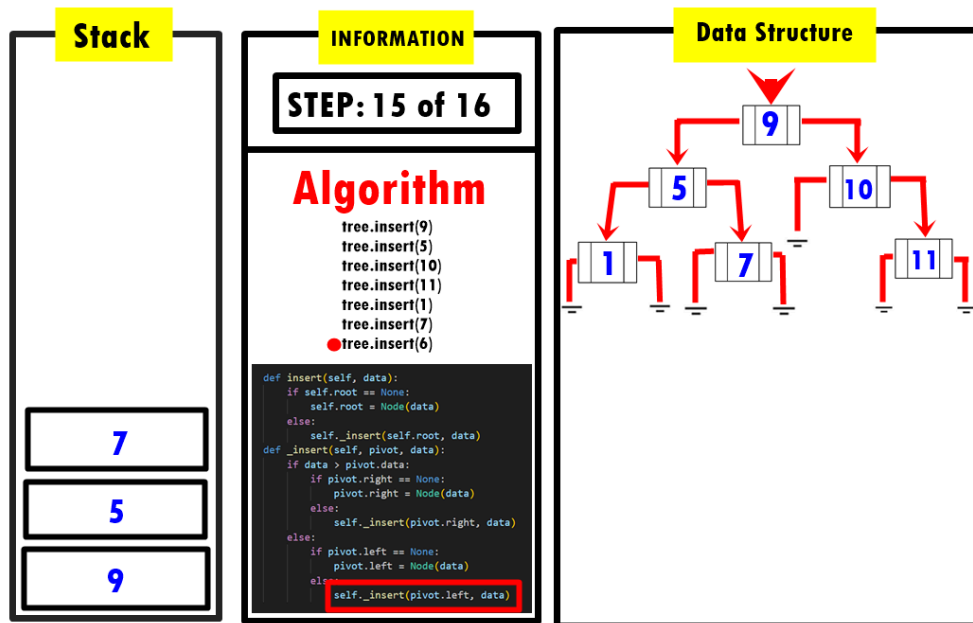 Stack
7
5
9
INFORMATION
STEP: 15 of 16
Algorithm
tree.insert(9)
tree.insert(5)
tree.insert(10)
tree.insert(11)
tree.insert(1)
tree.insert(7)
tree.insert(6)
def insert(self, data):
    if self.root == None:
        self.root = Node(data)
    else:
        self._insert(self.root, data)
def _insert(self, pivot, data):
    if data > pivot.data:
        if pivot.right == None:
            pivot.right = Node(data)
        else:
            self._insert(pivot.right, data)
    else:
        if pivot.left == None:
            pivot.left = Node(data)
        else:
            self._insert(pivot.left, data)
Data Structure
9
5
10
1
7
11